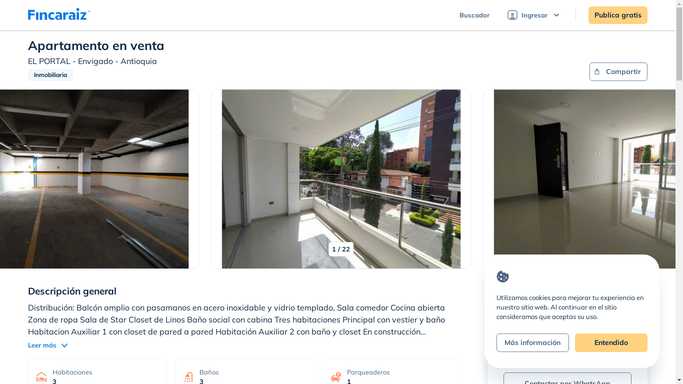 Fincaraiz
Buscador
Ingresar
Publica gratis
Apartamento en venta
EL PORTAL - Envigado - Antioquia
Inmobiliaria
Compartir
1 / 22
Descripción general
Distribución: Balcón amplio con pasamanos en acero inoxidable y vidrio templado, Sala comedor Cocina abierta
Zona de ropa Sala de Star Closet de Linos Baño social con cabina Tres habitaciones Principal con vestier y baño
Habitacion Auxiliar 1 con closet de pared a pared Habitación Auxiliar 2 con baño y closet En construcción...
Leer más
Habitaciones
3
Baños
3
Parqueaderos
1
Utilizamos cookies para mejorar tu experiencia en
nuestro sitio web. Al continuar en el sitio
consideramos que aceptas su uso.
Más información
Entendido
Contactar por WhatsApp